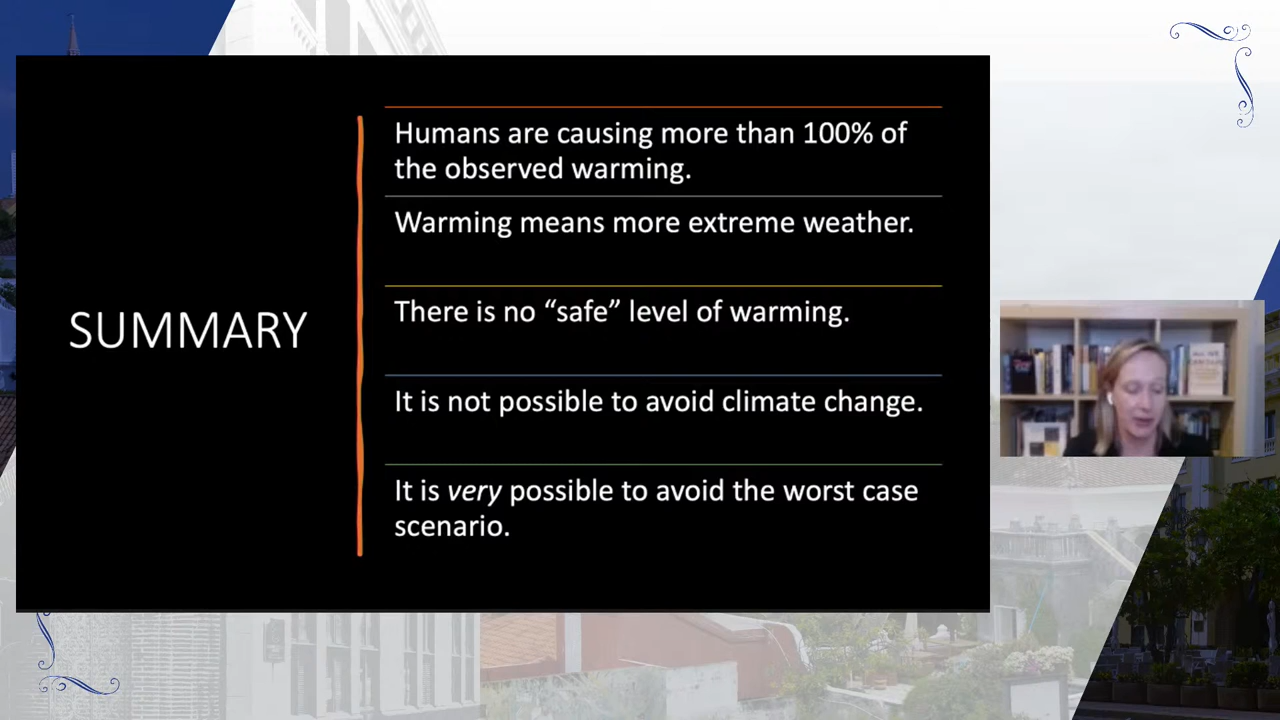 SUMMARY
Humans are causing more than 100% of
the observed warming.
Warming means more extreme weather.
There is no “safe” level of warming.
It is not possible to avoid climate change.
It is very possible to avoid the worst case
scenario.